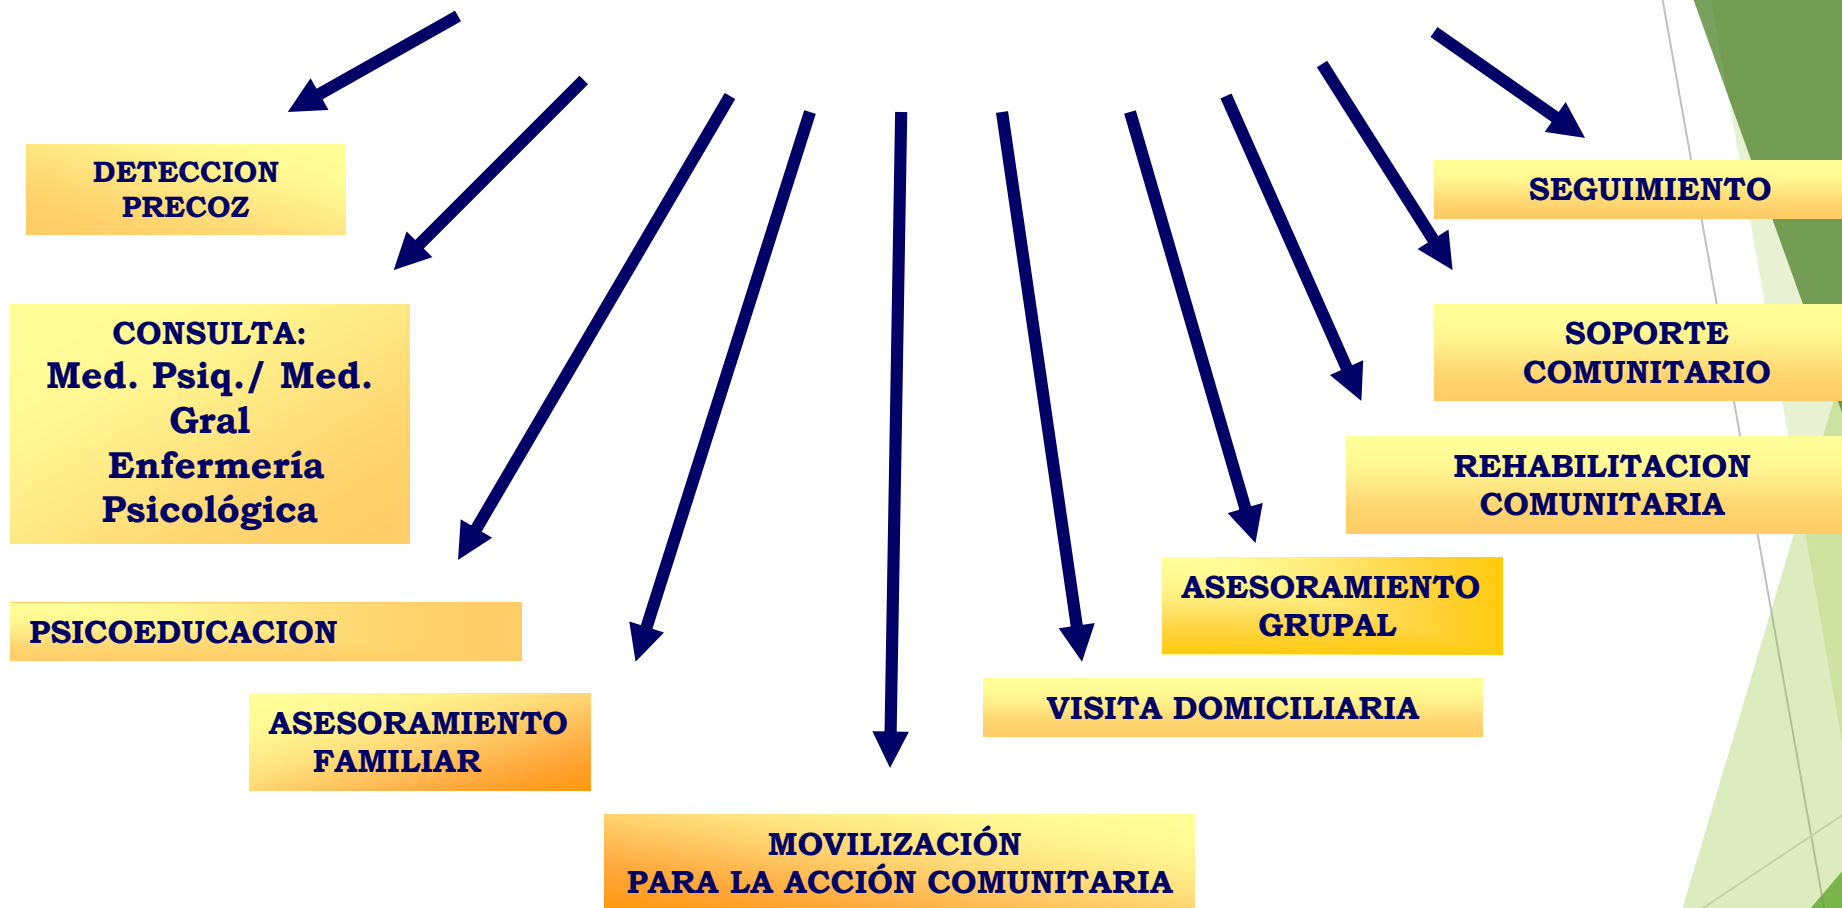 DETECCION
PRECOZ
CONSULTA:
Med. Psiq./ Med.
Gral
Enfermería
Psicológica
PSICOEDUCACION
ASESORAMIENTO
FAMILIAR
MOVILIZACIÓN
PARA LA ACCIÓN COMUNITARIA
VISITA DOMICILIARIA
ASESORAMIENTO
GRUPAL
REHABILITACION
COMUNITARIA
SOPORTE
COMUNITARIO
SEGUIMIENTO